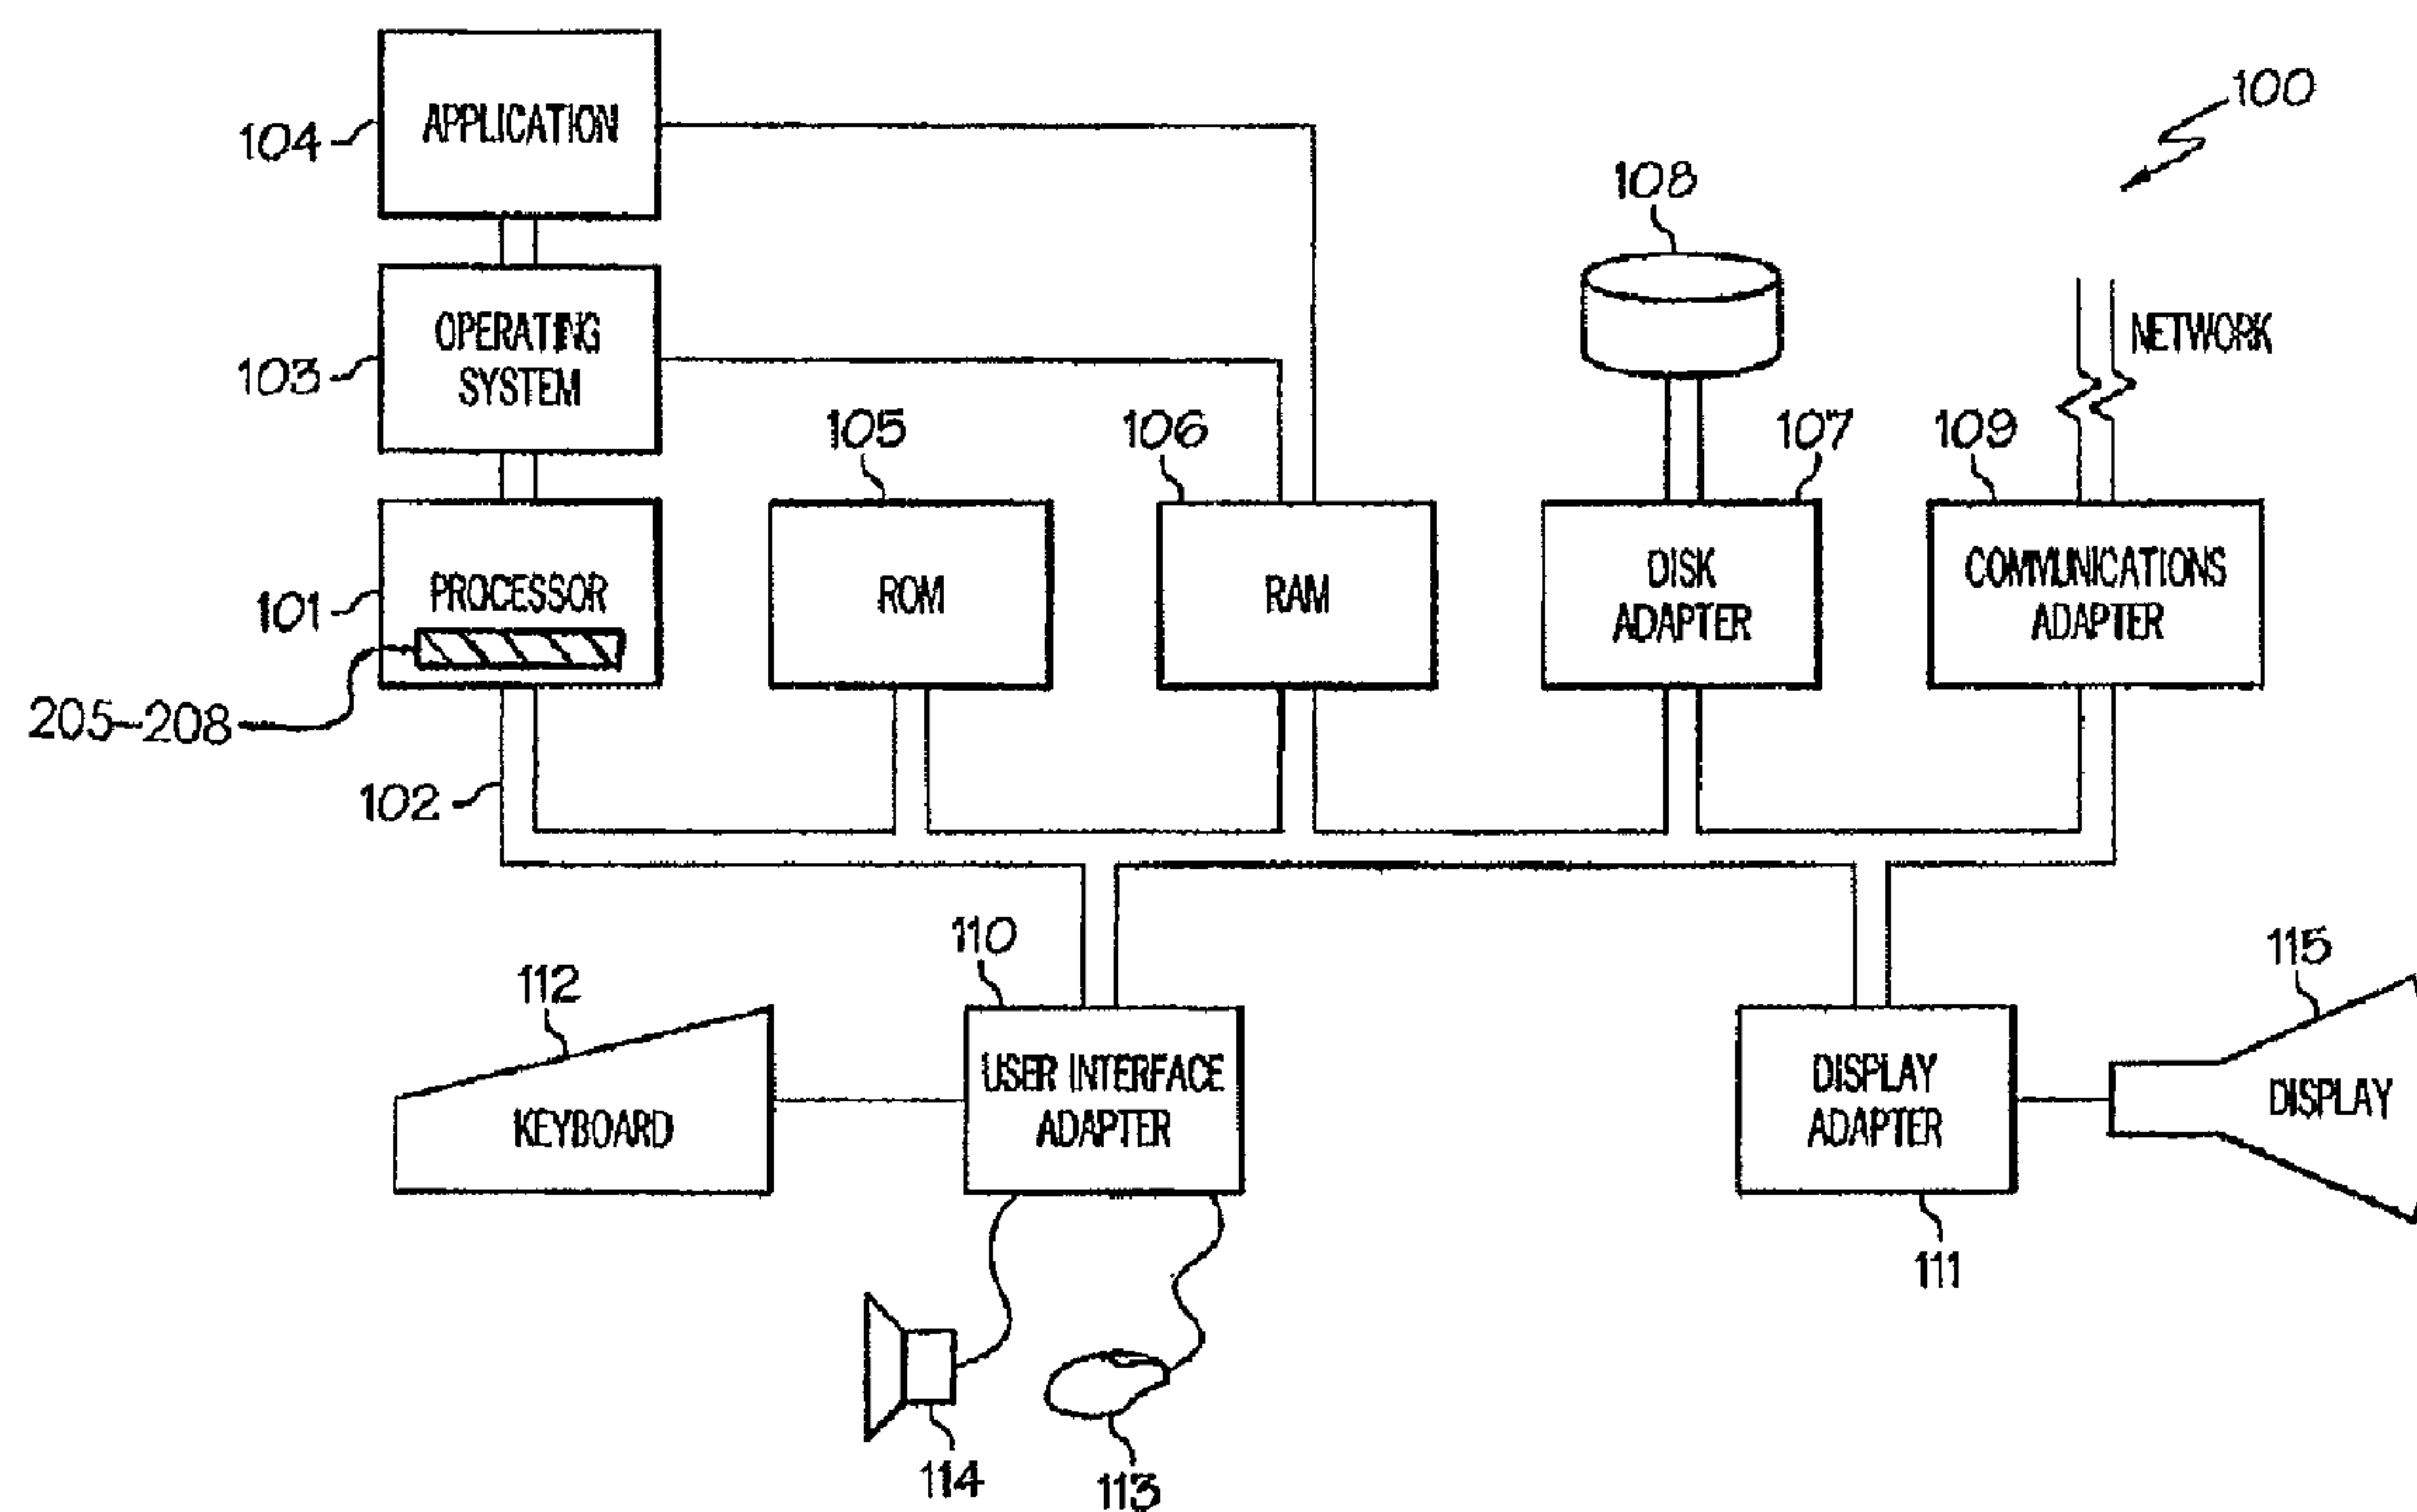 100
APPLICATION
104
108
OPERATING
SYSTEM
103
NETWORK
105
106
107
109
PROCESSOR
101
ROM
RAM
DISK
ADAPTER
COMMUNICATIONS
ADAPTER
205-208
102
110
115
112
USER INTERFACE
ADAPTER
DISPLAY
ADAPTER
DISPLAY
KEYBOARD
111
114
113